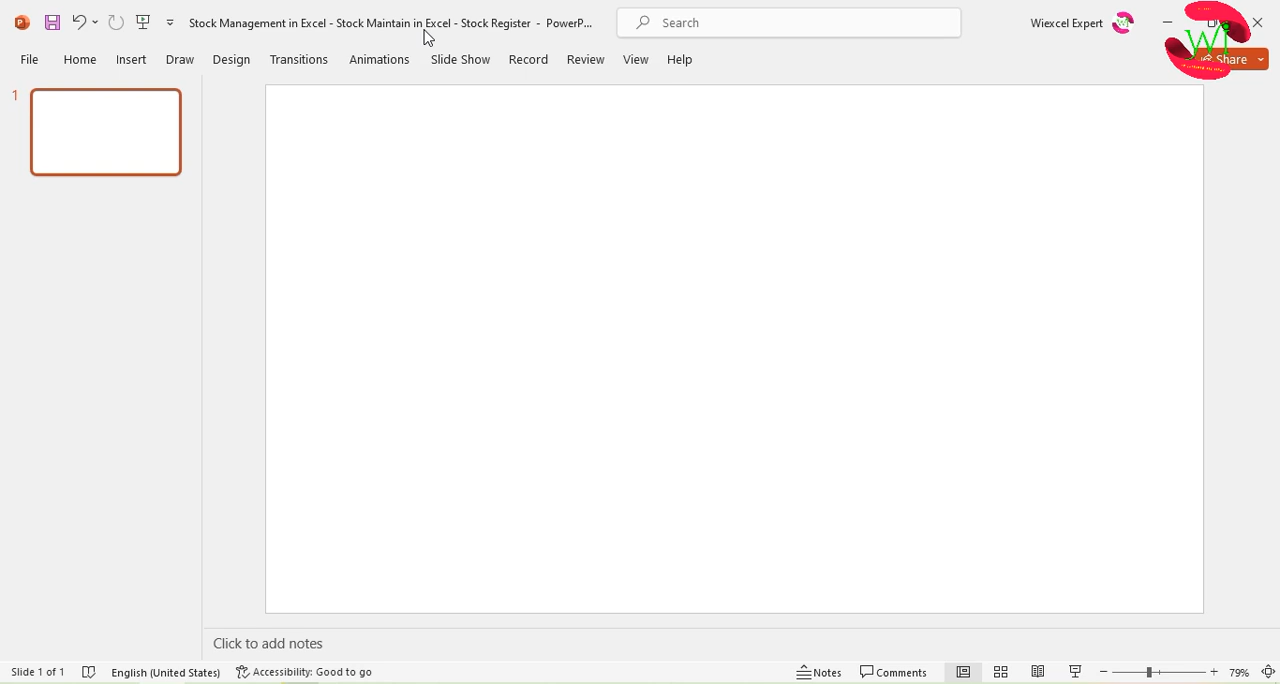 Stock Management in Excel - Stock Maintain in Excel - Stock Register - PowerP...
Search
Wiexcel Expert
WI
File Home Insert Draw Design Transitions Animations Slide Show Record Review View Help
Share
1
Click to add notes
Slide 1 of 1 English (United States) Accessibility: Good to go Notes Comments 79%